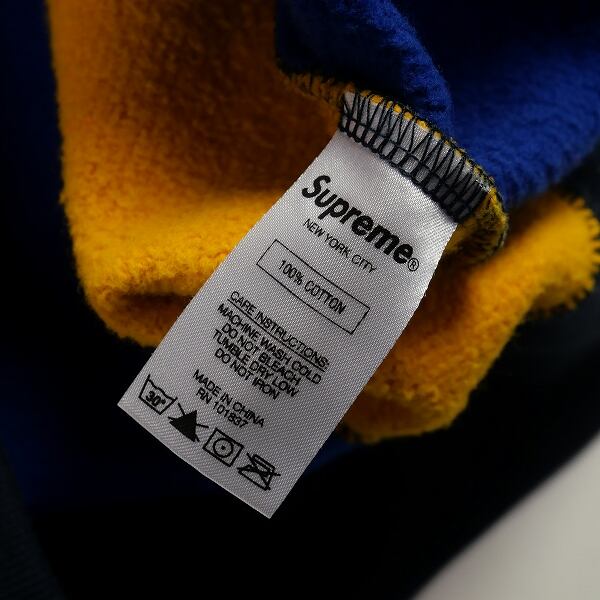 Supreme®
NEW YORK CITY
100% COTTON
CARE INSTRUCTIONS:
MACHINE WASH COLD
DO NOT BLEACH
TUMBLE DRY LOW
DO NOT IRON
MADE IN CHINA
RN 101837
30°